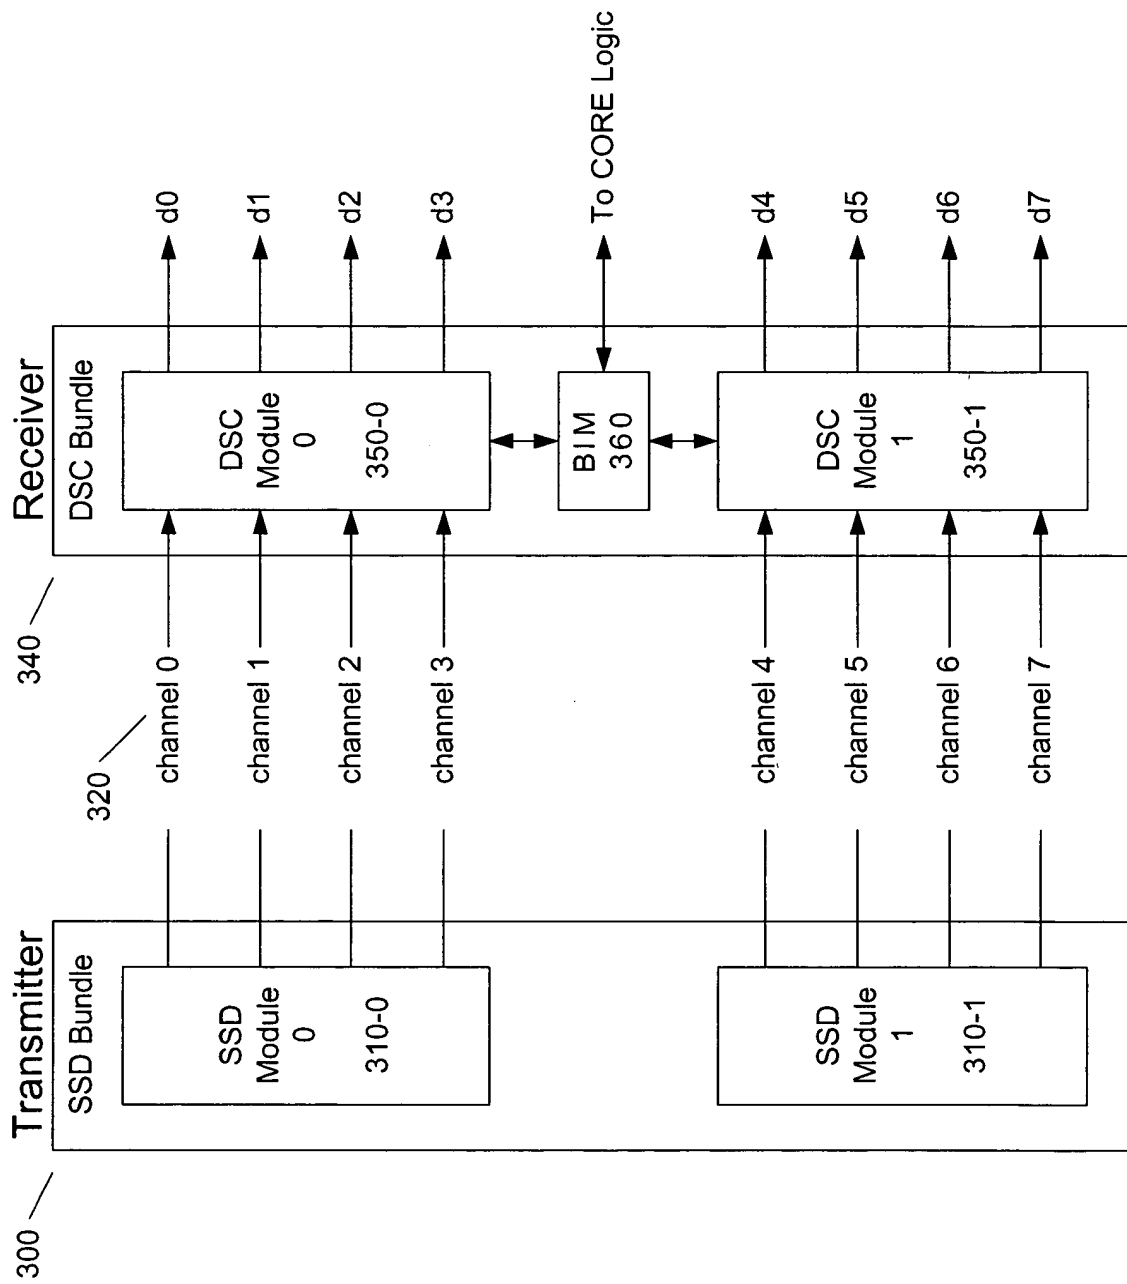 Transmitter
300
SSD Bundle
SSD
Module
0
310-0
SSD
Module
1
310-1
320
channel 0
channel 1
channel 2
channel 3
channel 4
channel 5
channel 6
channel 7
Receiver
340
DSC Bundle
DSC
Module
0
350-0
BIM
360
DSC
Module
1
350-1
d0
d1
d2
d3
To CORE Logic
d4
d5
d6
d7